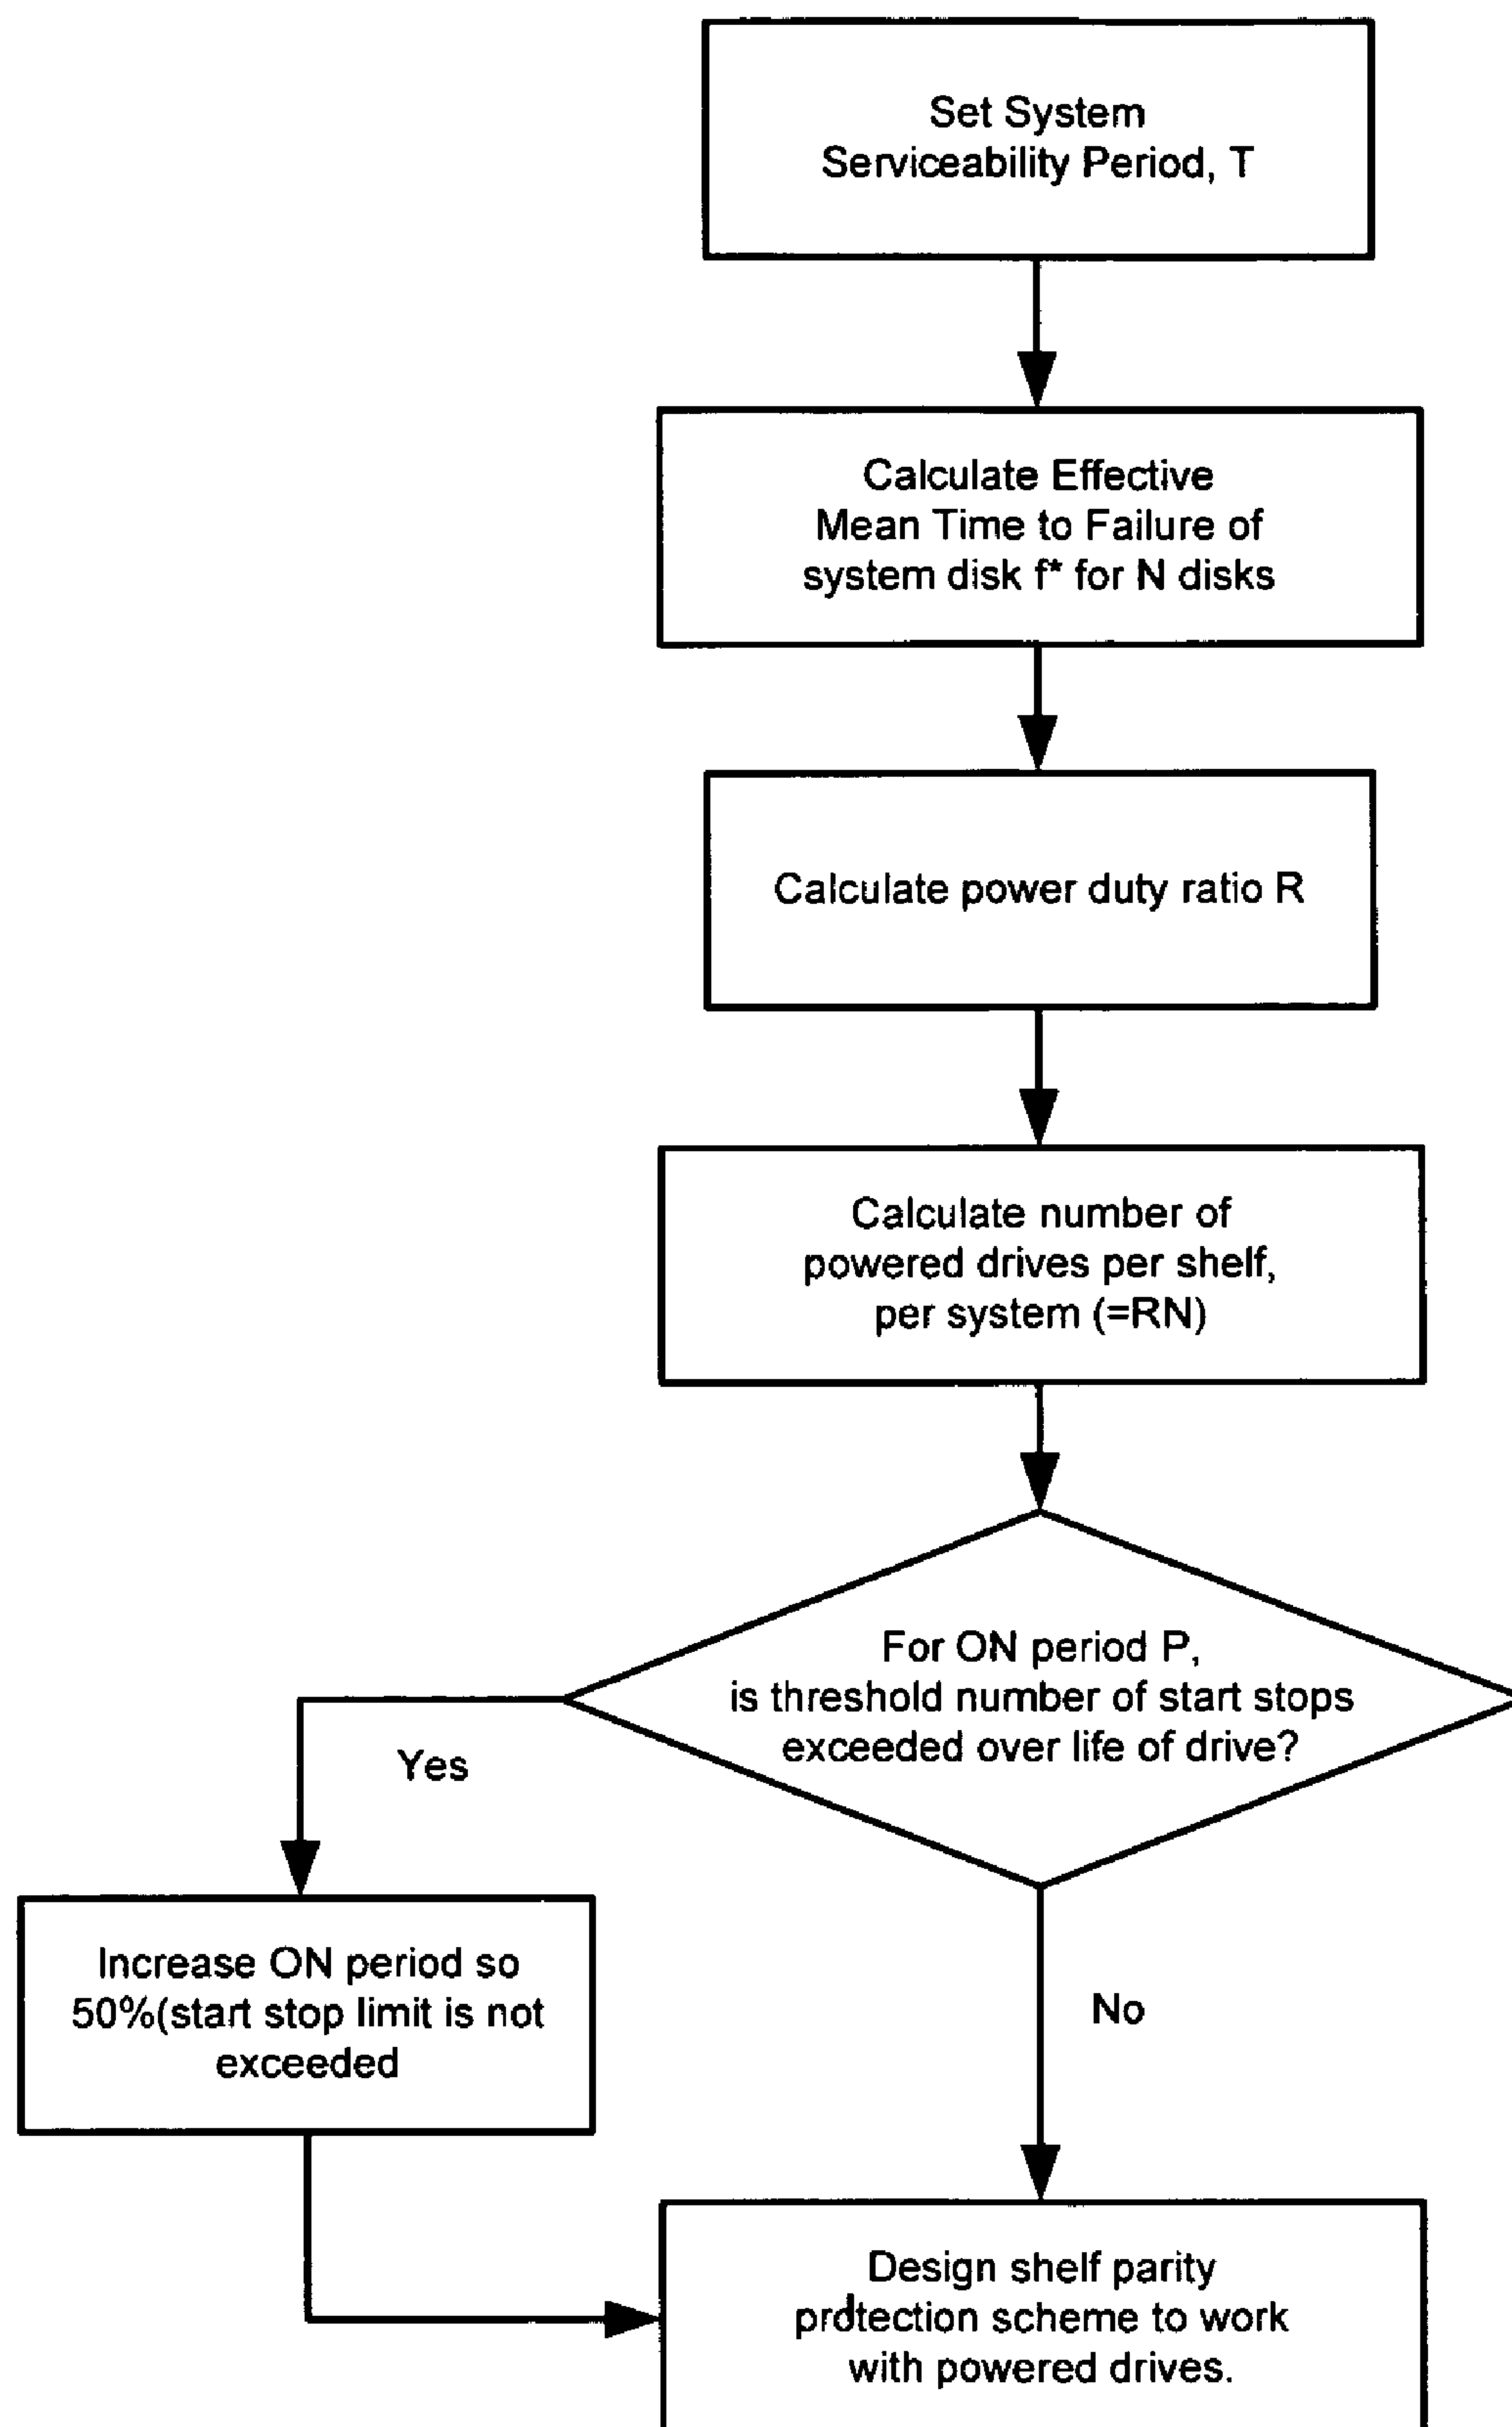 Set System
Serviceability Period, T
Calculate Effective
Mean Time to Failure of
system disk f* for N disks
Calculate power duty ratio R
Calculate number of
powered drives per shelf,
per system (=RN)
For ON period P,
is threshold number of start stops
exceeded over life of drive?
Yes
Increase ON period so
50%(start stop limit is not
exceeded
No
Design shelf parity
protection scheme to work
with powered drives.